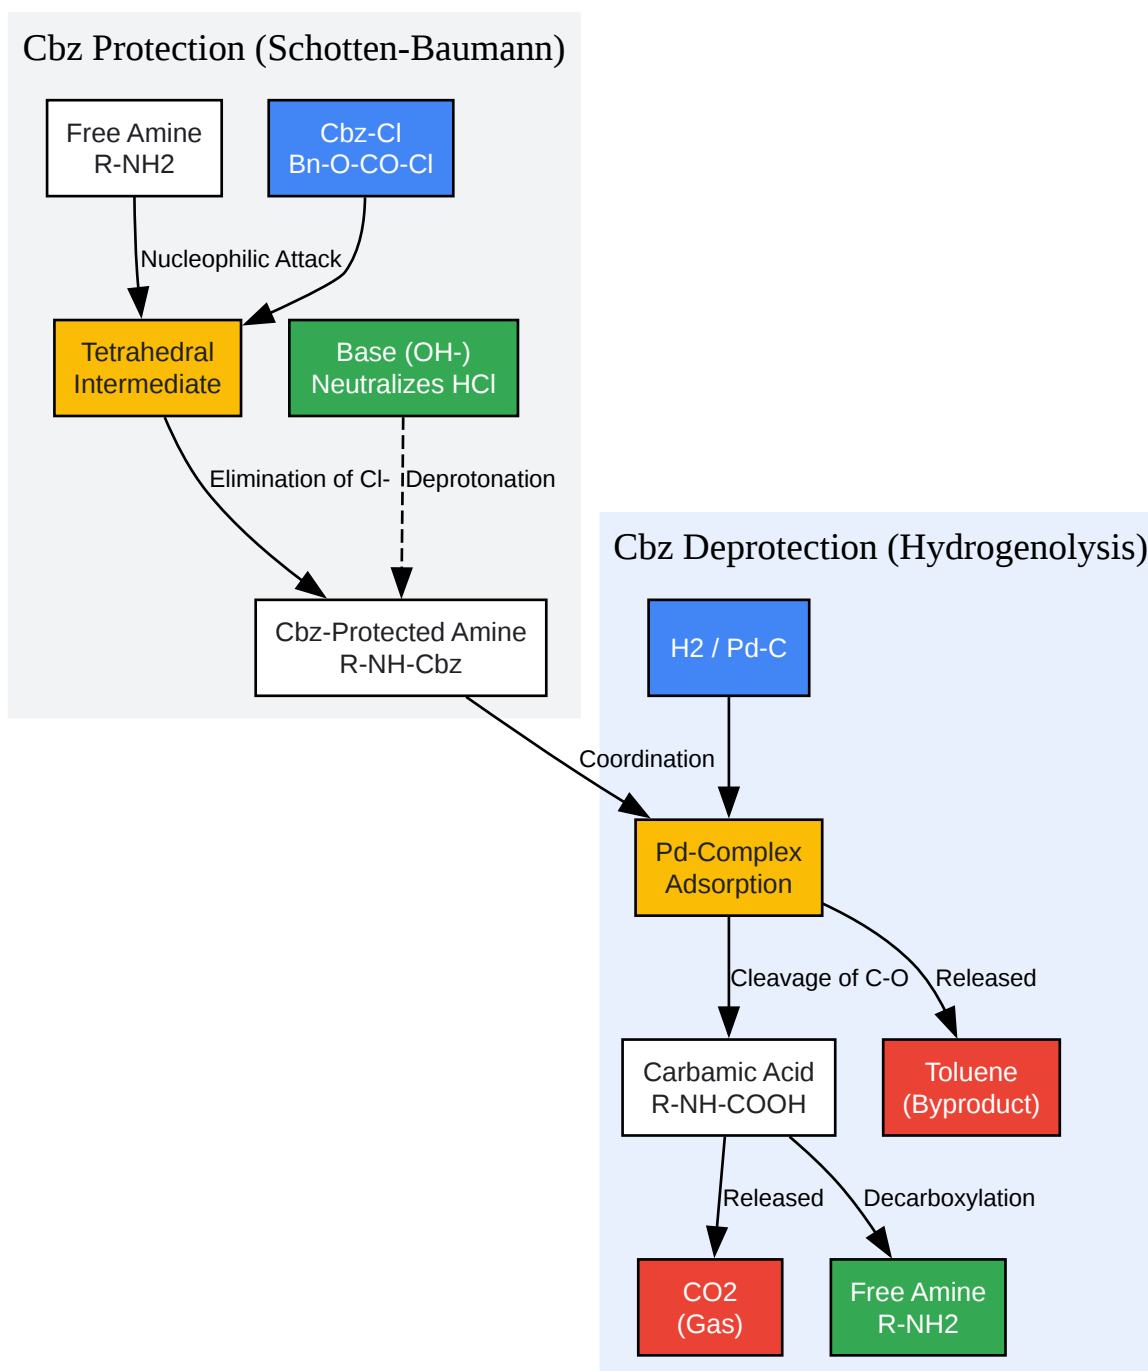 Cbz Protection (Schotten-Baumann)
Free Amine
R-NH2
Cbz-Cl
Bn-O-CO-Cl
Nucleophilic Attack
Tetrahedral
Intermediate
Base (OH-)
Neutralizes HCl
Elimination of Cl-
Deprotonation
Cbz-Protected Amine
R-NH-Cbz
Cbz Deprotection (Hydrogenolysis)
H2 / Pd-C
Coordination
Pd-Complex
Adsorption
Cleavage of C-O
Released
Carbamic Acid
R-NH-COOH
Toluene
(Byproduct)
Released
Decarboxylation
CO2
(Gas)
Free Amine
R-NH2